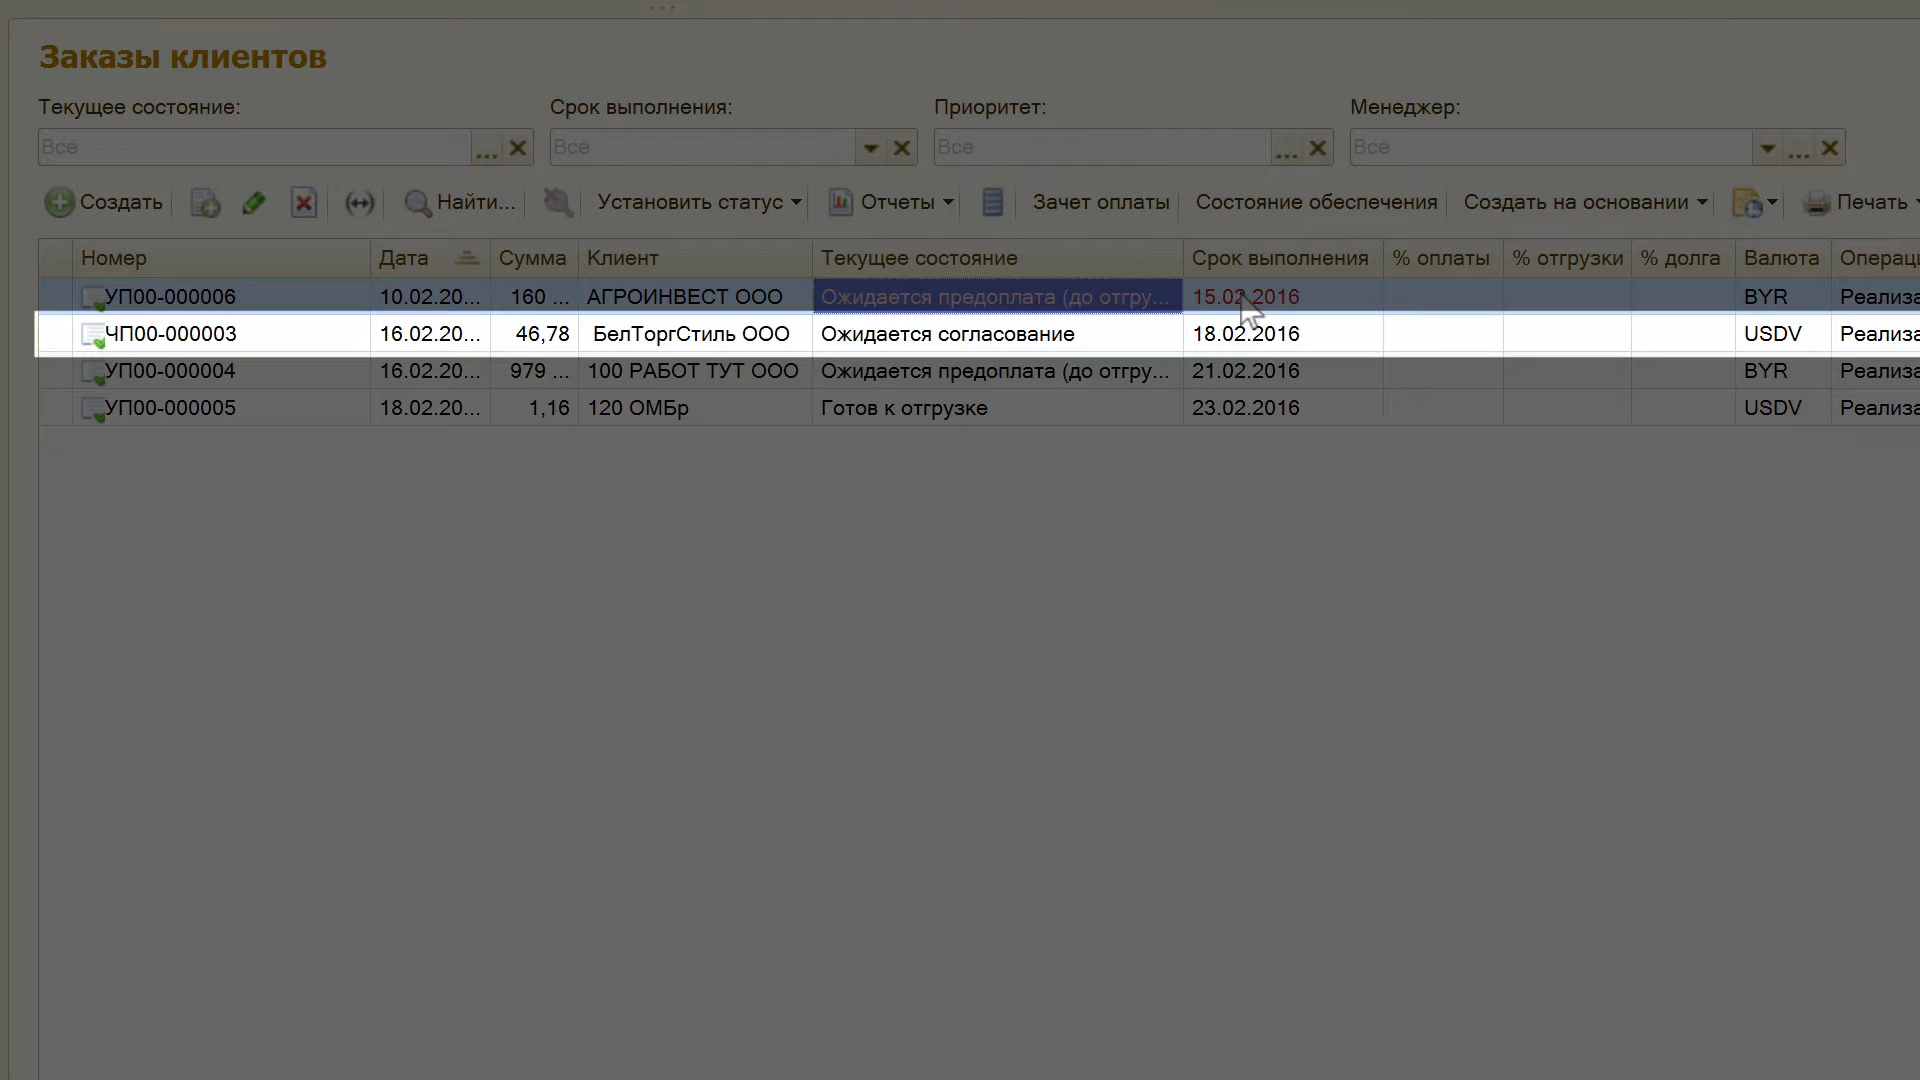 Заказы клиентов
Текущее состояние: Срок выполнения: Приоритет: Менеджер:
Все ... Все Все ... Все ...
Создать Найти... Установить статус Отчеты Зачет оплаты Состояние обеспечения Создать на основании Печать
Номер Дата Сумма Клиент Текущее состояние Срок выполнения % оплаты % отгрузки % долга Валюта Операци
УП00-000006 10.02.20... 160 ... АГРОИНВЕСТ ООО Ожидается предоплата (до отгру... 15.02.2016 BYR Реализа
ЧП00-000003 16.02.20... 46,78 БелТоргСтиль ООО Ожидается согласование 18.02.2016 USDV Реализа
УП00-000004 16.02.20... 979 ... 100 РАБОТ ТУТ ООО Ожидается предоплата (до отгру... 21.02.2016 BYR Реализа
УП00-000005 18.02.20... 1,16 120 ОМБр Готов к отгрузке 23.02.2016 USDV Реализа